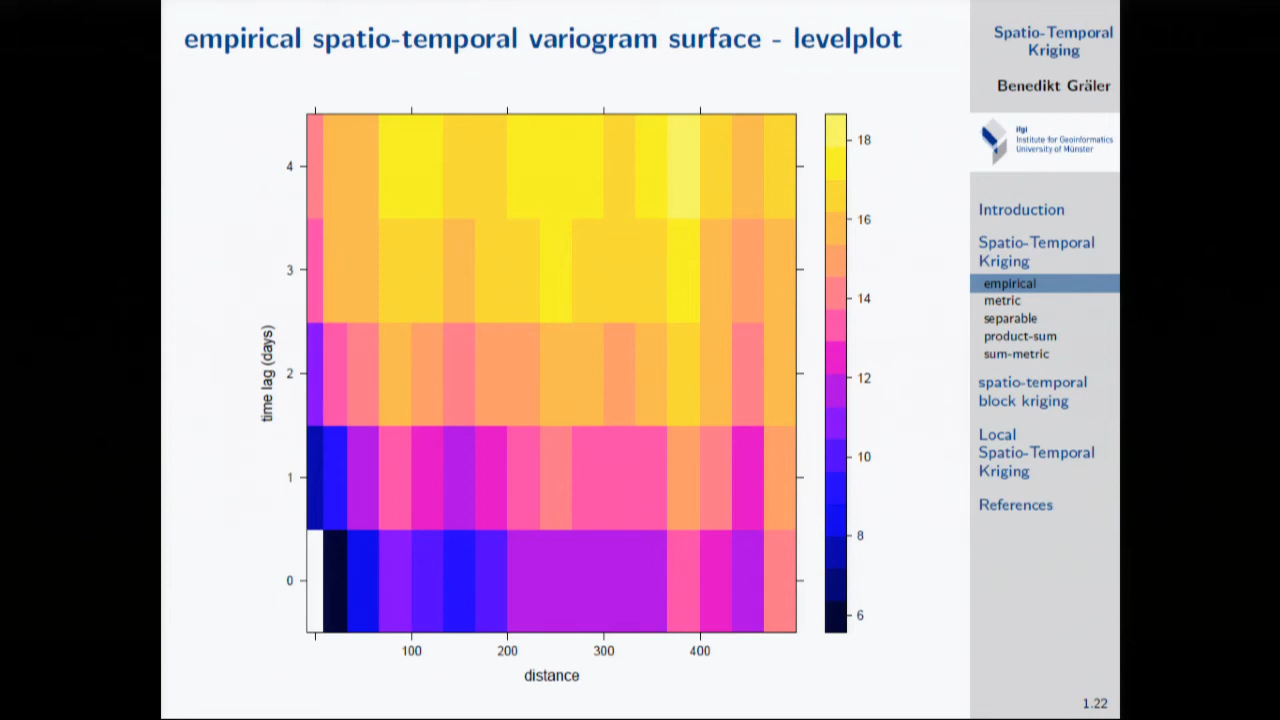 empirical spatio-temporal variogram surface - levelplot
4
3
2
1
0
time lag (days)
100 200 300 400
distance
18
16
14
12
10
8
6
Spatio-Temporal
Kriging
Benedikt Gräler
ifgi
Institute for Geoinformatics
University of Münster
Introduction
Spatio-Temporal
Kriging
empirical
metric
separable
product-sum
sum-metric
spatio-temporal
block kriging
Local
Spatio-Temporal
Kriging
References
1.22